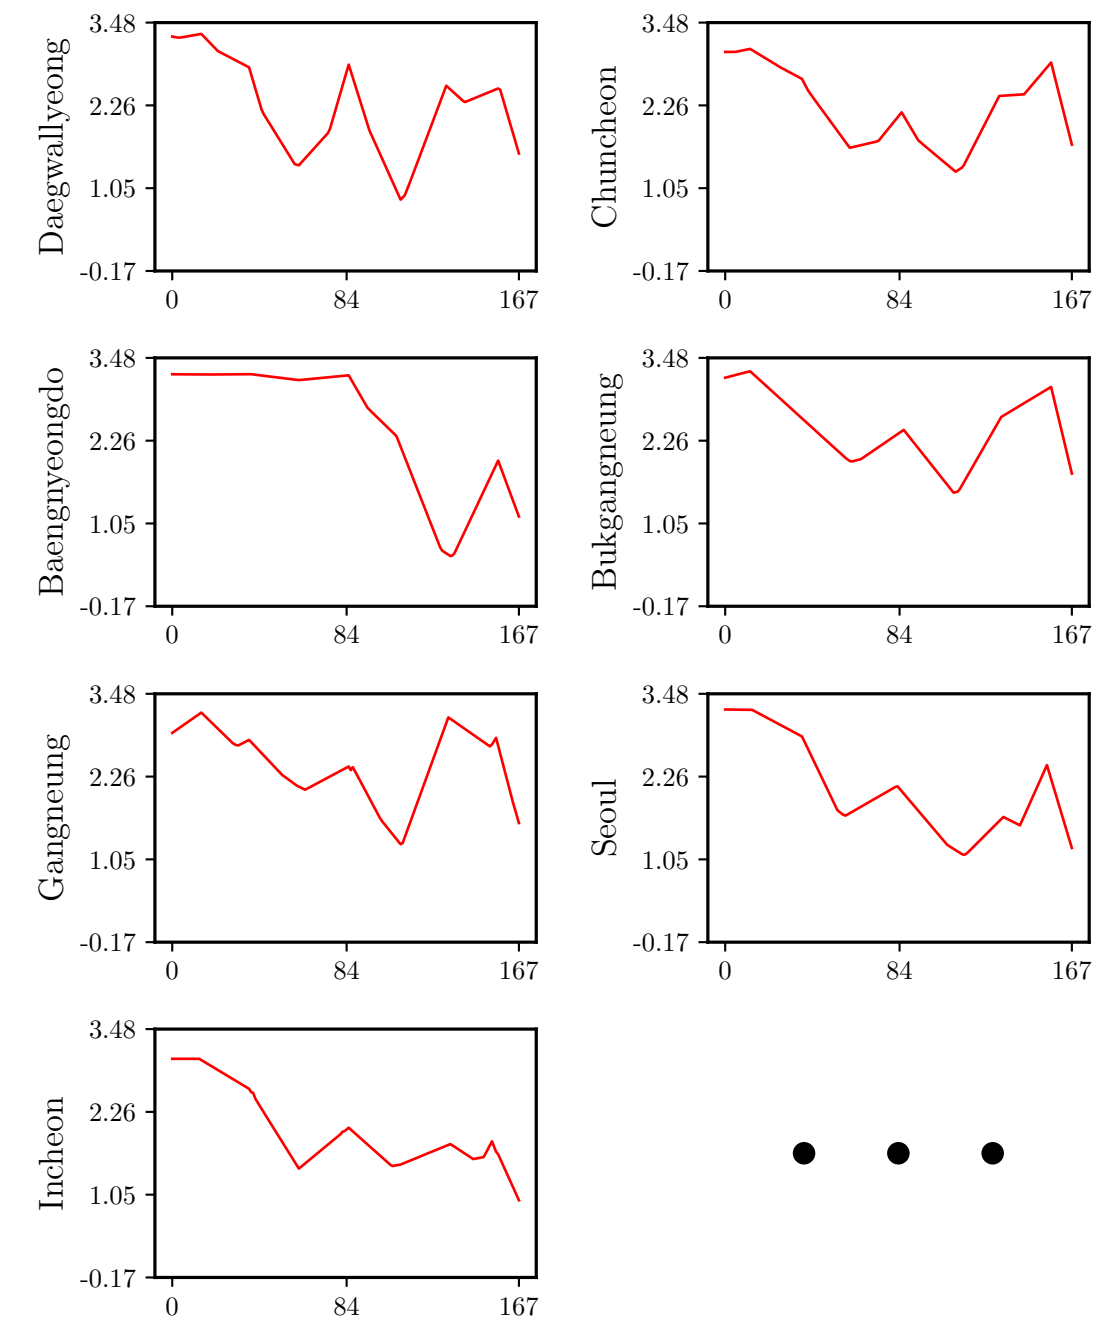 Daegwallyeong
3.48
2.26
1.05
-0.17
0 84 167
Chuncheon
3.48
2.26
1.05
-0.17
0 84 167
Baengnyeongdo
3.48
2.26
1.05
-0.17
0 84 167
Bukgangneung
3.48
2.26
1.05
-0.17
0 84 167
Gangneung
3.48
2.26
1.05
-0.17
0 84 167
Seoul
3.48
2.26
1.05
-0.17
0 84 167
Incheon
3.48
2.26
1.05
-0.17
0 84 167